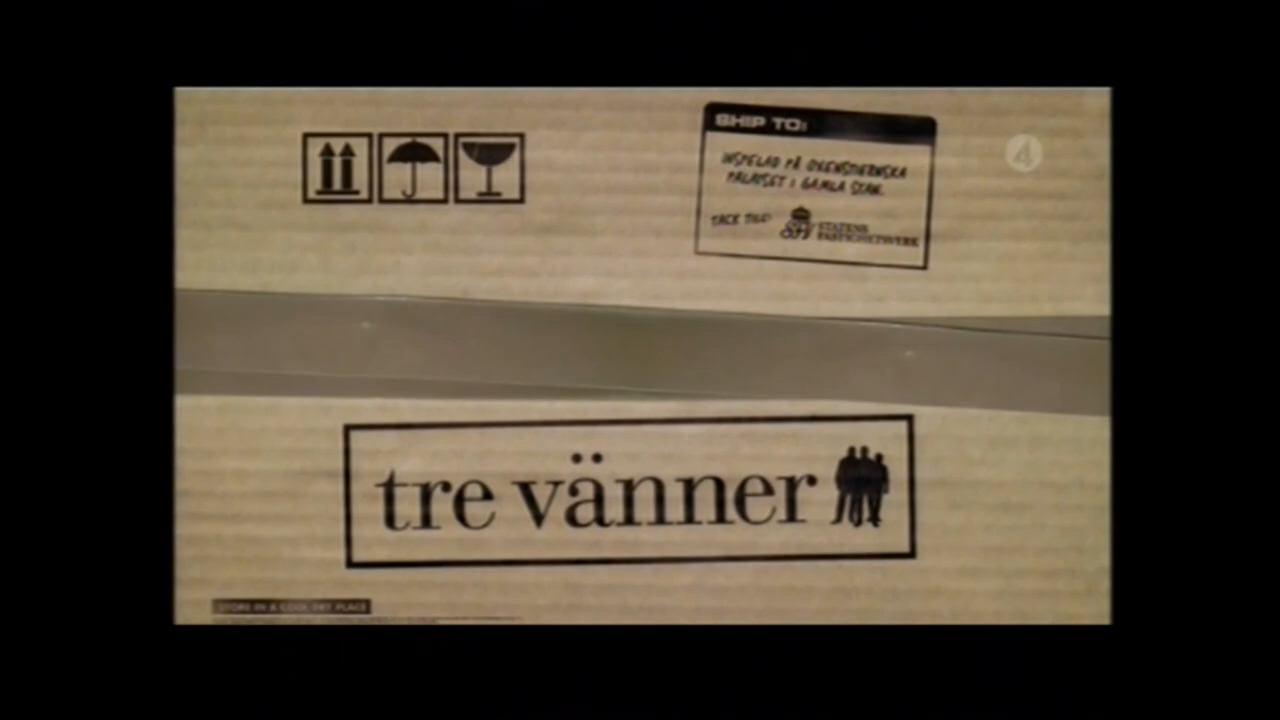 SHIP TO:
INSPELAD PÅ OXENSTIERNSKA
PALATSET I GAMLA STAN.
TACK TILL:
STATENS
FASTIGHETSVERK
4
tre vänner
STORE IN A COOL DRY PLACE